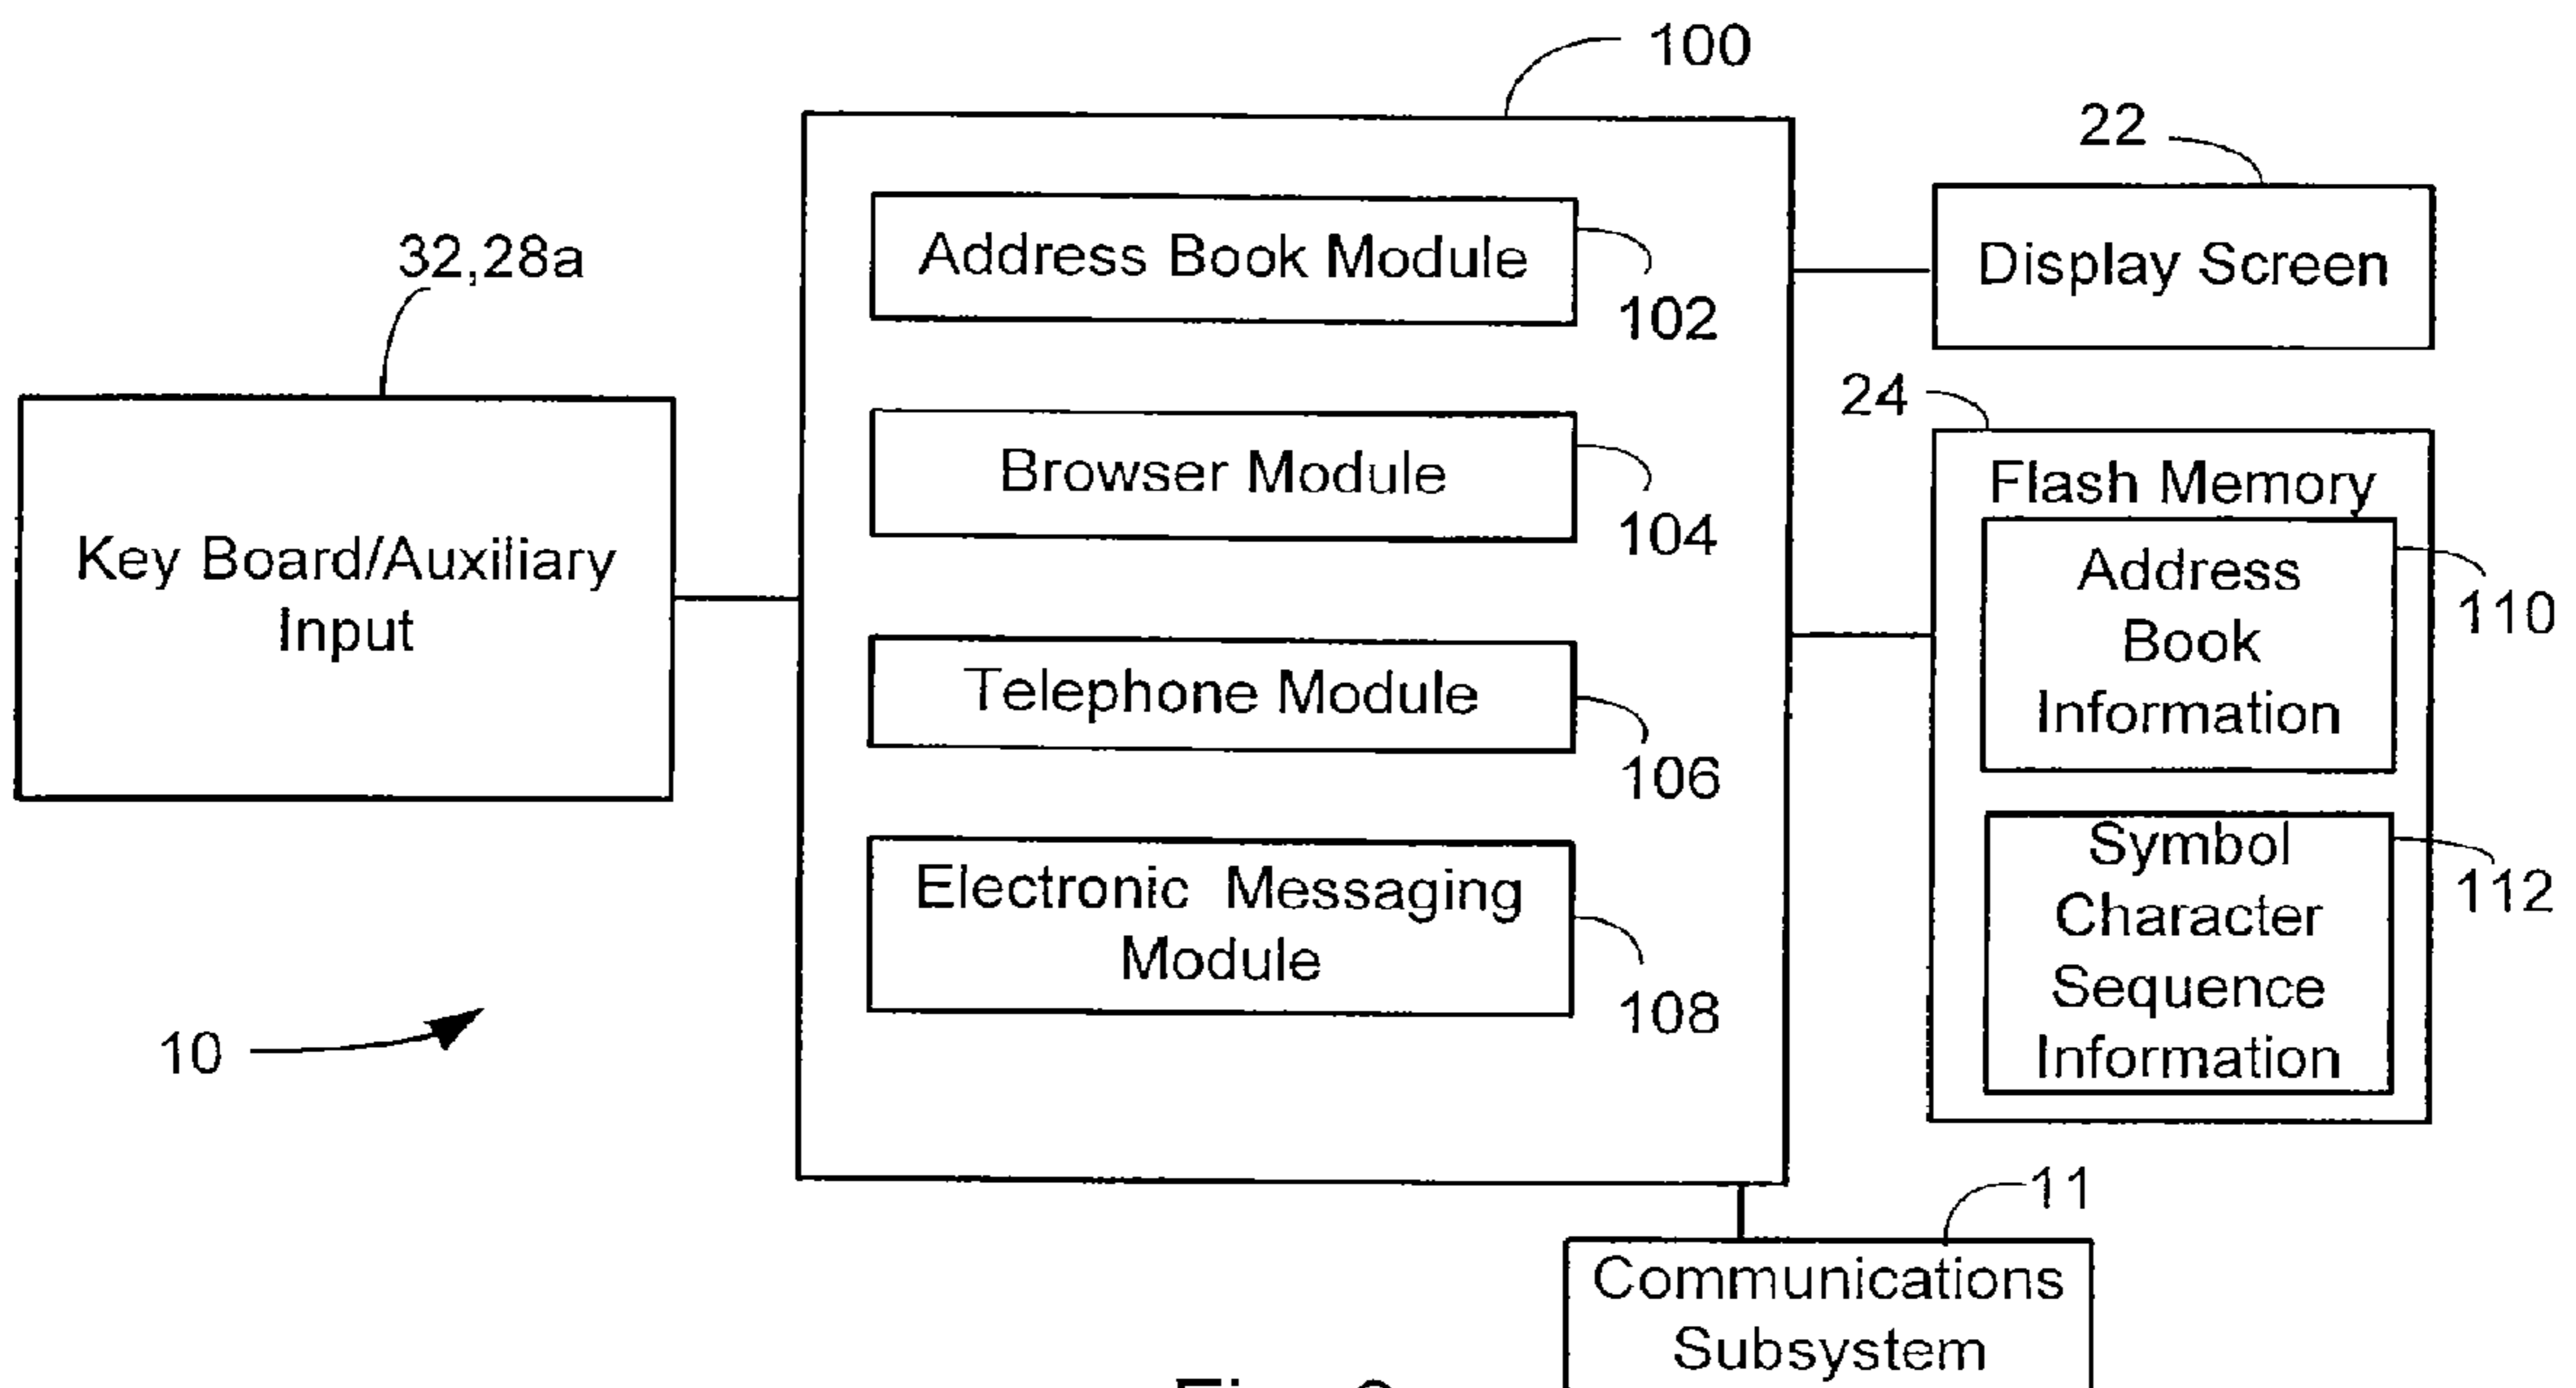 100
22
32,28a
Address Book Module
102
Display Screen
24
Browser Module
104
Flash Memory
Key Board/Auxiliary
Input
Address
Book
Information
110
Telephone Module
106
Electronic Messaging
Module
108
Symbol
Character
Sequence
Information
112
10
11
Communications
Subsystem